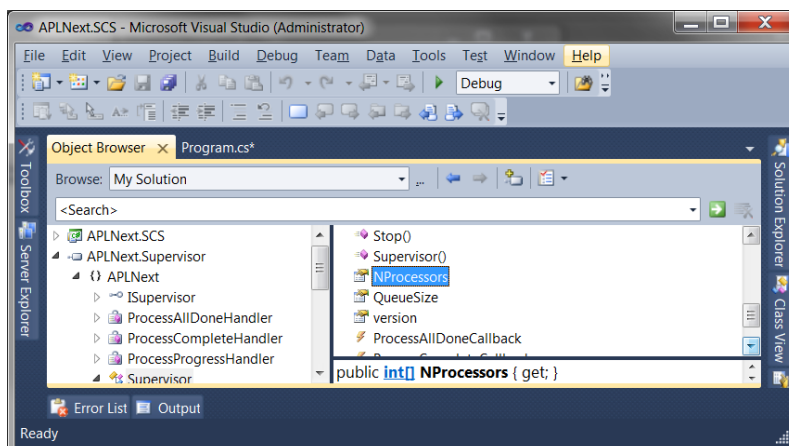 APLNext.SCS - Microsoft Visual Studio (Administrator)
File Edit View Project Build Debug Team Data Tools Test Window Help
Debug
Object Browser Program.cs*
Browse: My Solution ...
<Search>
APLNext.SCS
APLNext.Supervisor
{} APLNext
ISupervisor
ProcessAllDoneHandler
ProcessCompleteHandler
ProcessProgressHandler
Supervisor
Stop()
Supervisor()
NProcessors
QueueSize
version
ProcessAllDoneCallback
public int[] NProcessors { get; }
Toolbox
Server Explorer
Solution Explorer
Class View
Error List Output
Ready